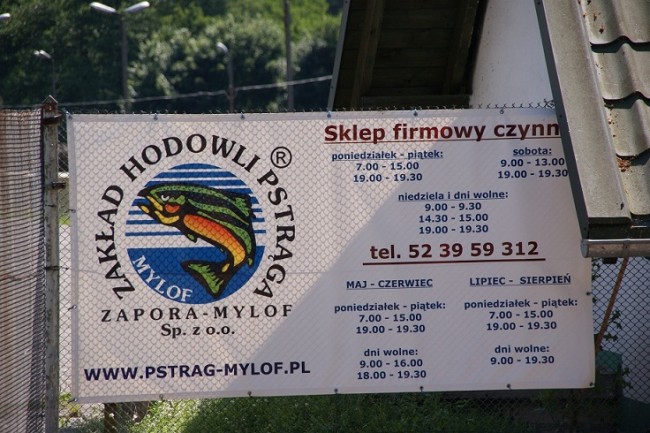 ZAKŁAD HODOWLI PSTRĄGA
®
MYLOF
ZAPORA-MYLOF
Sp. z o.o.
WWW.PSTRAG-MYLOF.PL
Sklep firmowy czynn
poniedziałek - piątek:
7.00 - 15.00
19.00 - 19.30
sobota:
9.00 - 13.00
19.00 - 19.30
niedziela i dni wolne:
9.00 - 9.30
14.30 - 15.00
19.00 - 19.30
tel. 52 39 59 312
MAJ - CZERWIEC
poniedziałek - piątek:
7.00 - 15.00
19.00 - 19.30
dni wolne:
9.00 - 16.00
18.00 - 19.30
LIPIEC - SIERPIEŃ
poniedziałek - piątek:
7.00 - 15.00
19.00 - 19.30
dni wolne:
9.00 - 19.30